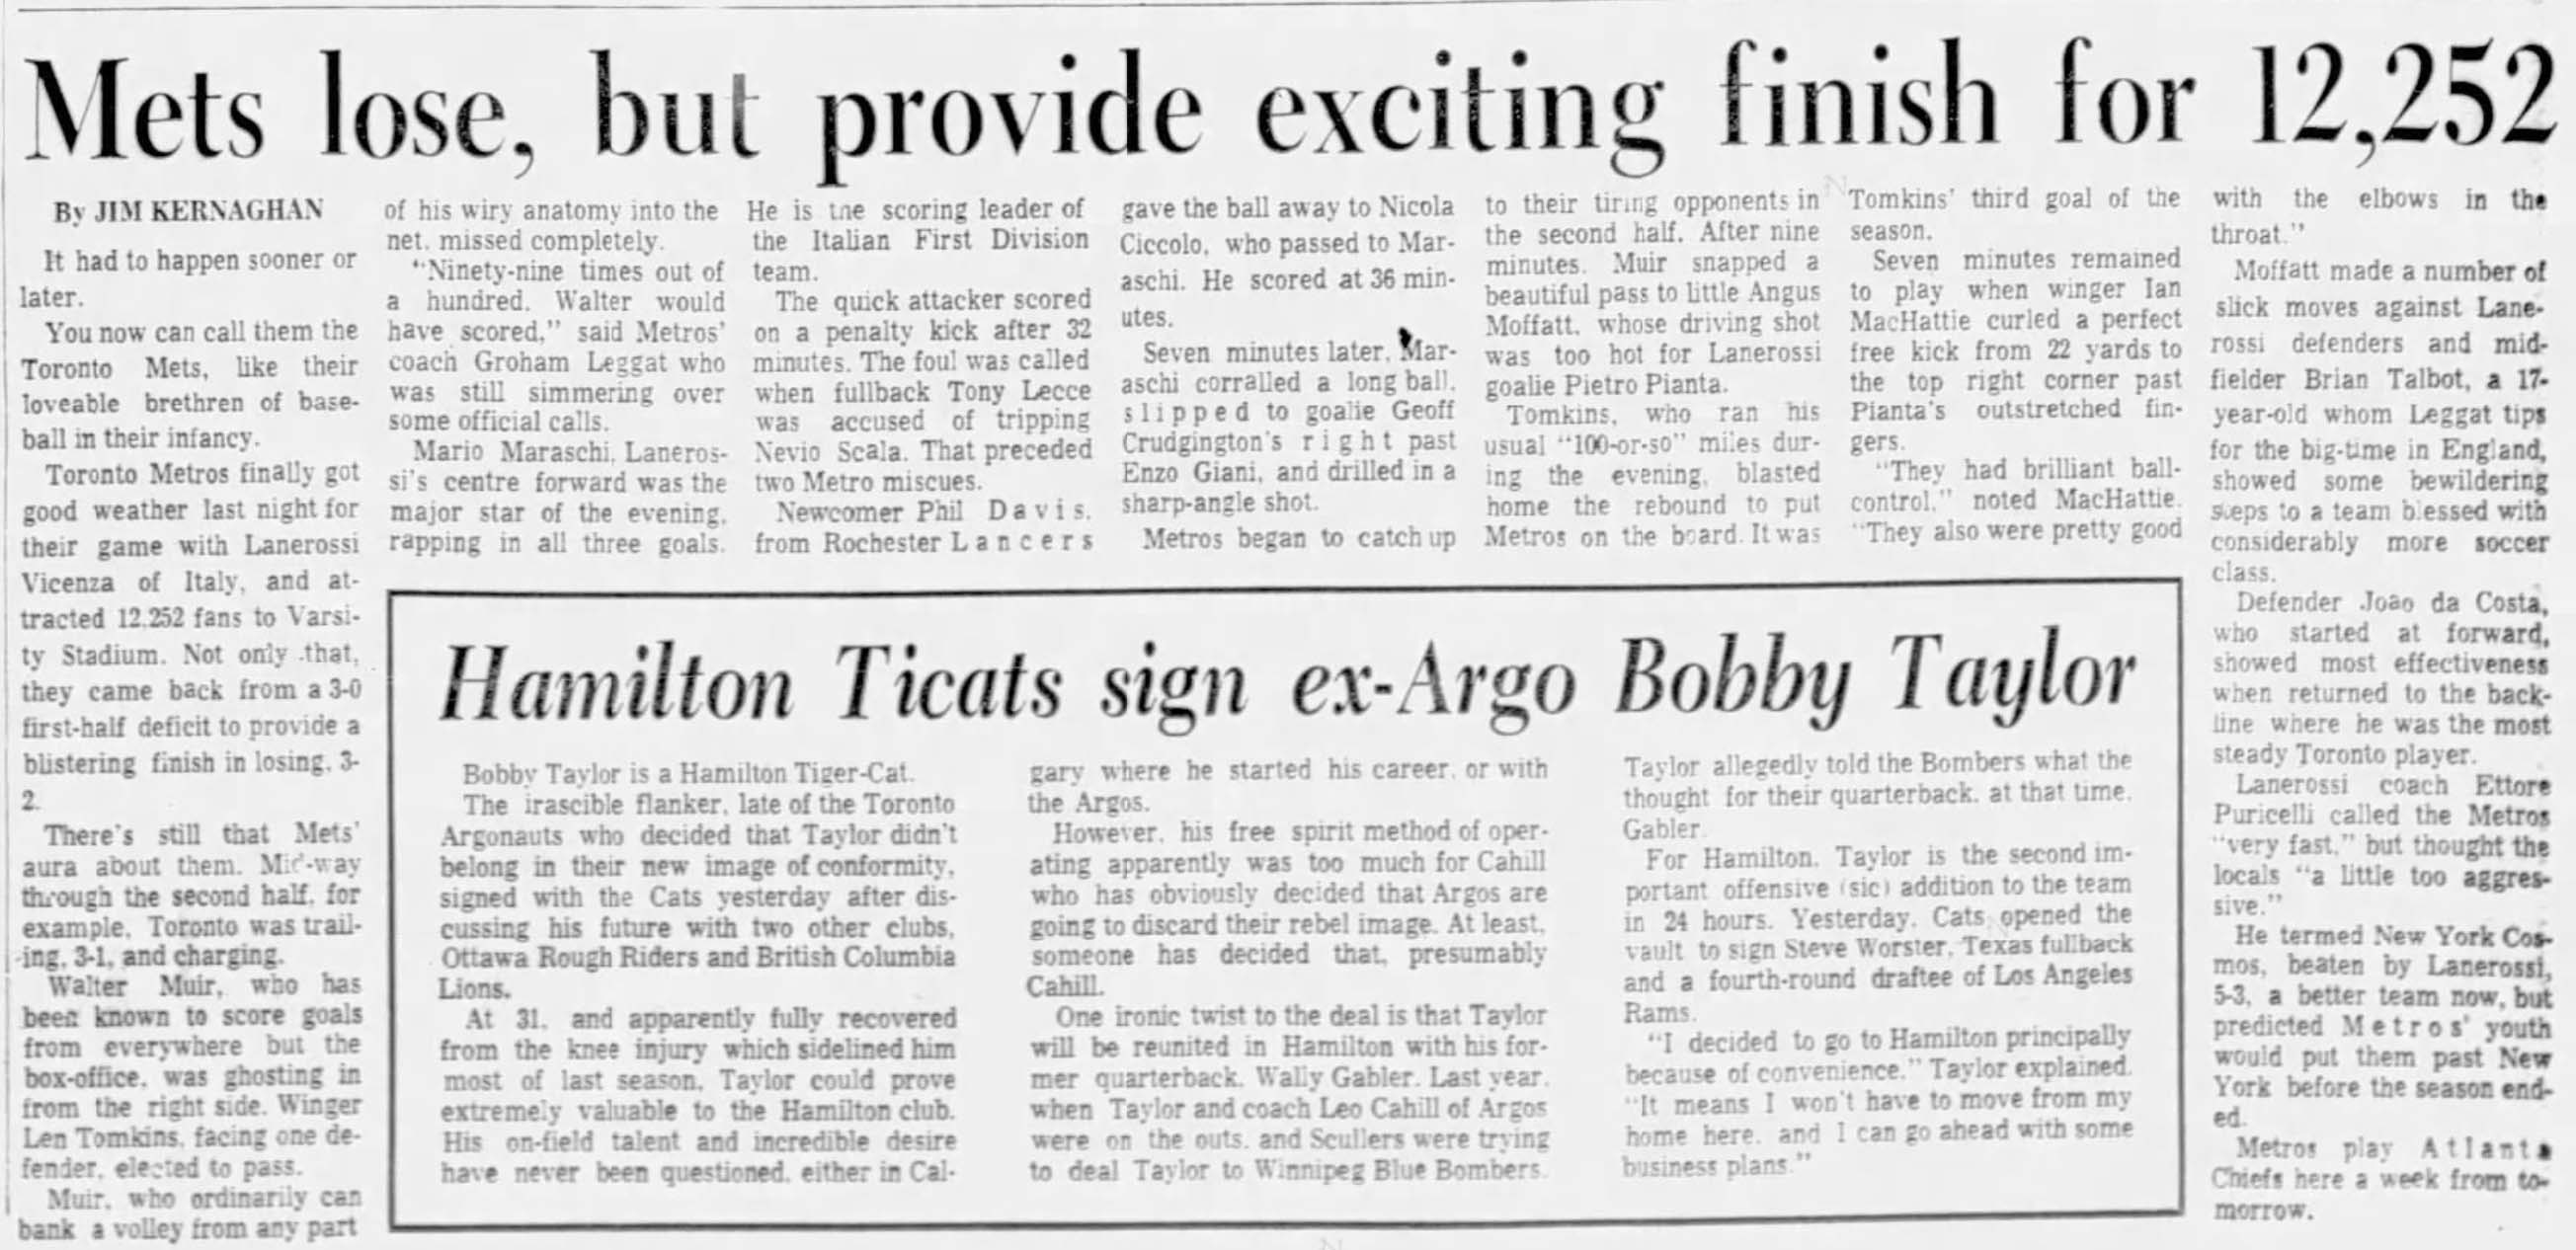 Mets lose, but provide exciting finish for 12,252
By JIM KERNAGHAN
It had to happen sooner or
later.
You now can call them the
Toronto Mets, like their
loveable brethren of base-
ball in their infancy.
Toronto Metros finally got
good weather last night for
their game with Lanerossi
Vicenza of Italy, and at-
tracted 12,252 fans to Varsi-
ty Stadium. Not only that,
they came back from a 3-0
first-half deficit to provide a
blistering finish in losing, 3-
2.
There's still that Mets'
aura about them. Mid-way
through the second half, for
example, Toronto was trail-
ing, 3-1, and charging.
Walter Muir, who has
been known to score goals
from everywhere but the
box-office, was ghosting in
from the right side. Winger
Len Tomkins, facing one de-
fender, elected to pass.
Muir, who ordinarily can
bank a volley from any part
of his wiry anatomy into the
net, missed completely.
"Ninety-nine times out of
a hundred, Walter would
have scored," said Metros'
coach Groham Leggat who
was still simmering over
some official calls.
Mario Maraschi, Laneros-
si's centre forward was the
major star of the evening,
rapping in all three goals.
He is the scoring leader of
the Italian First Division
team.
The quick attacker scored
on a penalty kick after 32
minutes. The foul was called
when fullback Tony Lecce
was accused of tripping
Nevio Scala. That preceded
two Metro miscues.
Newcomer Phil Davis,
from Rochester Lancers
gave the ball away to Nicola
Ciccolo, who passed to Mar-
aschi. He scored at 36 min-
utes.
Seven minutes later, Mar-
aschi corralled a long ball,
slipped to goalie Geoff
Crudgington's right past
Enzo Giani, and drilled in a
sharp-angle shot.
Metros began to catch up
to their tiring opponents in
the second half. After nine
minutes, Muir snapped a
beautiful pass to little Angus
Moffatt, whose driving shot
was too hot for Lanerossi
goalie Pietro Pianta.
Tomkins, who ran his
usual "100-or-so" miles dur-
ing the evening, blasted
home the rebound to put
Metros on the board. It was
Tomkins' third goal of the
season.
Seven minutes remained
to play when winger Ian
MacHattie curled a perfect
free kick from 22 yards to
the top right corner past
Pianta's outstretched fin-
gers.
"They had brilliant ball-
control," noted MacHattie.
"They also were pretty good
with the elbows in the
throat."
Moffatt made a number of
slick moves against Lane-
rossi defenders and mid-
fielder Brian Talbot, a 17-
year-old whom Leggat tips
for the big-time in England,
showed some bewildering
steps to a team blessed with
considerably more soccer
class.
Defender João da Costa,
who started at forward,
showed most effectiveness
when returned to the back-
line where he was the most
steady Toronto player.
Lanerossi coach Ettore
Puricelli called the Metros
"very fast," but thought the
locals "a little too aggres-
sive."
He termed New York Cos-
mos, beaten by Lanerossi,
5-3, a better team now, but
predicted Metros' youth
would put them past New
York before the season end-
ed.
Metros play Atlanta
Chiefs here a week from to-
morrow.
Hamilton Ticats sign ex-Argo Bobby Taylor
Bobby Taylor is a Hamilton Tiger-Cat.
The irascible flanker, late of the Toronto
Argonauts who decided that Taylor didn't
belong in their new image of conformity,
signed with the Cats yesterday after dis-
cussing his future with two other clubs,
Ottawa Rough Riders and British Columbia
Lions.
At 31, and apparently fully recovered
from the knee injury which sidelined him
most of last season, Taylor could prove
extremely valuable to the Hamilton club.
His on-field talent and incredible desire
have never been questioned, either in Cal-
gary where he started his career, or with
the Argos.
However, his free spirit method of oper-
ating apparently was too much for Cahill
who has obviously decided that Argos are
going to discard their rebel image. At least,
someone has decided that, presumably
Cahill.
One ironic twist to the deal is that Taylor
will be reunited in Hamilton with his for-
mer quarterback, Wally Gabler. Last year,
when Taylor and coach Leo Cahill of Argos
were on the outs, and Scullers were trying
to deal Taylor to Winnipeg Blue Bombers,
Taylor allegedly told the Bombers what the
thought for their quarterback, at that time,
Gabler.
For Hamilton, Taylor is the second im-
portant offensive (sic) addition to the team
in 24 hours. Yesterday, Cats opened the
vault to sign Steve Worster, Texas fullback
and a fourth-round draftee of Los Angeles
Rams.
"I decided to go to Hamilton principally
because of convenience," Taylor explained.
"It means I won't have to move from my
home here, and I can go ahead with some
business plans."